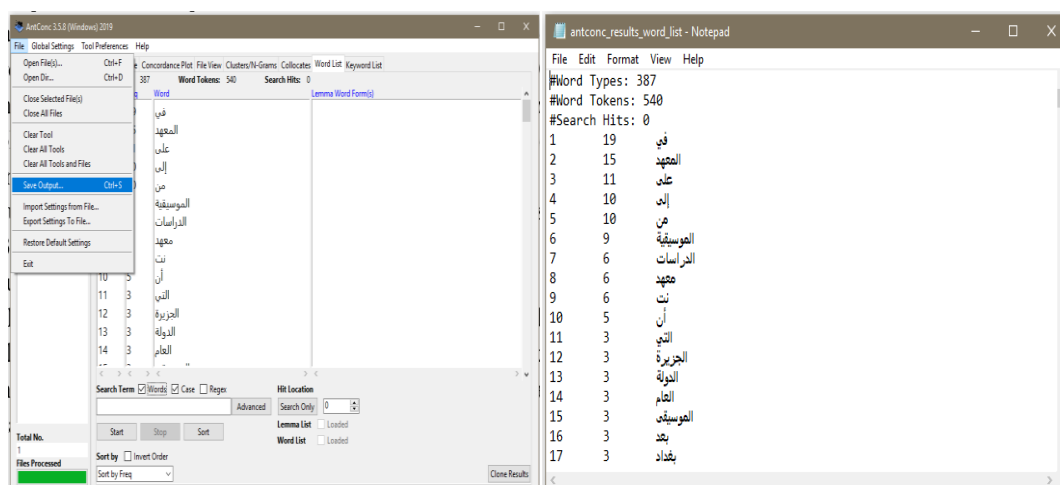 AntConc 3.5.8 (Windows) 2019
File Global Settings Tool Preferences Help
Open File(s)... Ctrl+F
Open Dir... Ctrl+D
Close Selected File(s)
Close All Files
Clear Tool
Clear All Tools
Clear All Tools and Files
Save Output... Ctrl+S
Import Settings from File...
Export Settings To File...
Restore Default Settings
Exit
Concordance Plot File View Clusters/N-Grams Collocates Word List Keyword List
387 Word Tokens: 540 Search Hits: 0
Word Lemma Word Form(s)
في
المعهد
على
إلى
من
الموسيقية
الدراسات
معهد
نت
10 5 أن
11 3 التي
12 3 الجزيرة
13 3 الدولة
14 3 العام
Search Term Words Case Regex Hit Location
Advanced Search Only 0
Start Stop Sort Lemma List Loaded
Word List Loaded
Total No.
1
Files Processed
Sort by Invert Order
Sort by Freq
Clone Results
antconc_results_word_list - Notepad
File Edit Format View Help
#Word Types: 387
#Word Tokens: 540
#Search Hits: 0
1 19 في
2 15 المعهد
3 11 على
4 10 إلى
5 10 من
6 9 الموسيقية
7 6 الدراسات
8 6 معهد
9 6 نت
10 5 أن
11 3 التي
12 3 الجزيرة
13 3 الدولة
14 3 العام
15 3 الموسيقى
16 3 بعد
17 3 بغداد